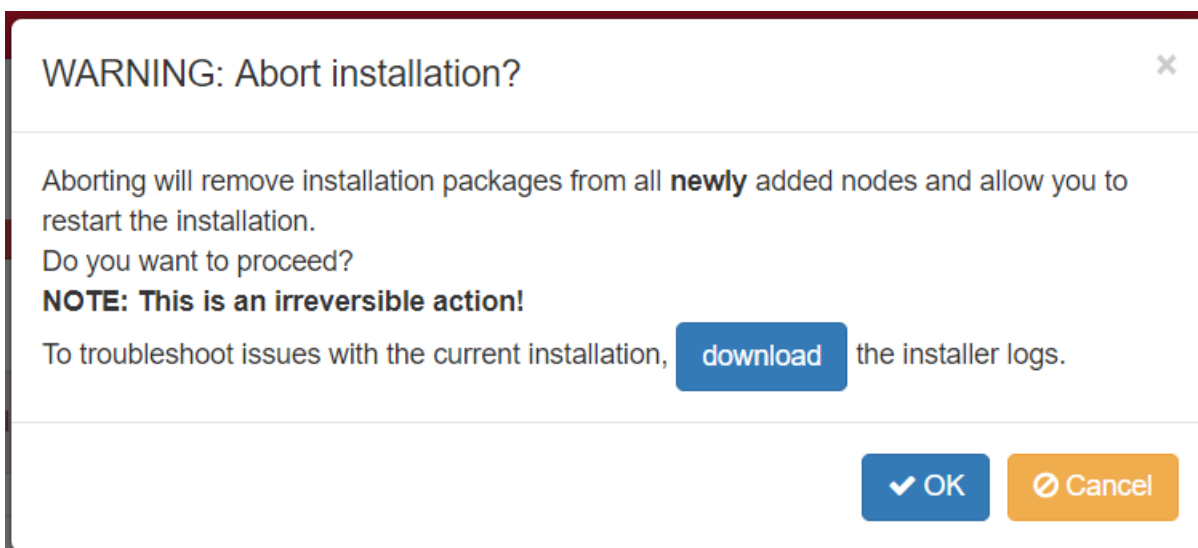 WARNING: Abort installation?
Aborting will remove installation packages from all newly added nodes and allow you to
restart the installation.
Do you want to proceed?
NOTE: This is an irreversible action!
To troubleshoot issues with the current installation, download the installer logs.
OK Cancel